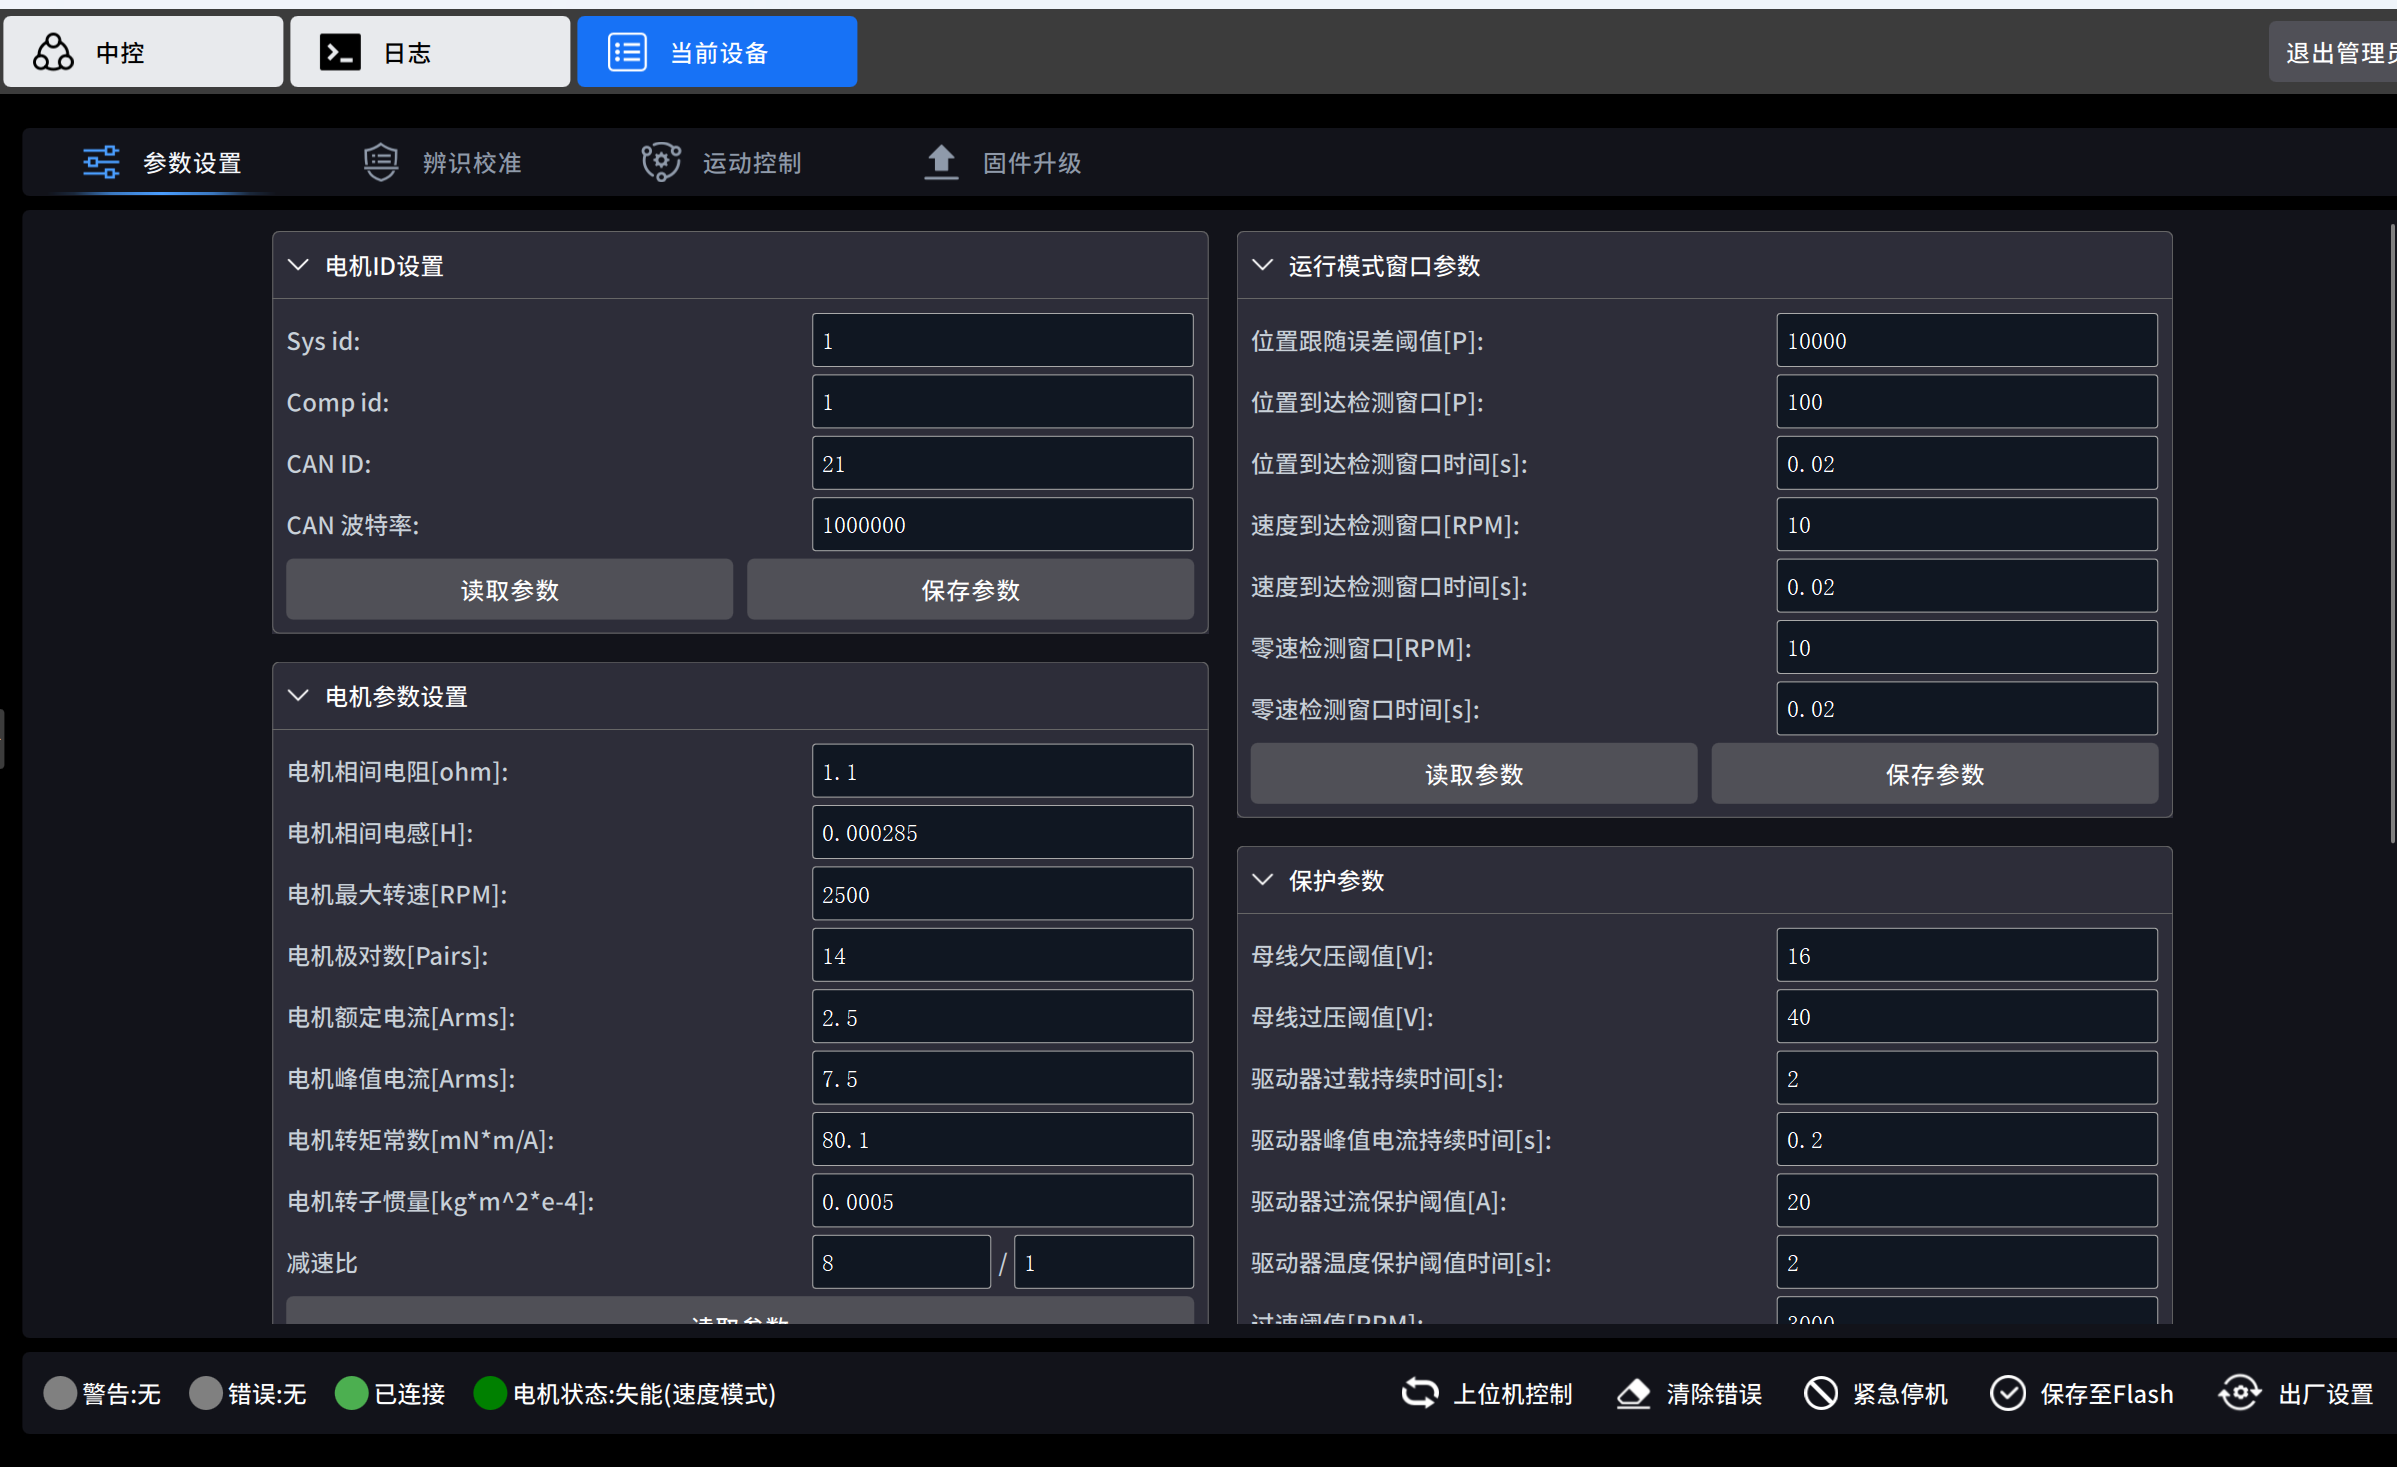 中控
日志
当前设备
退出管理员
参数设置
辨识校准
运动控制
固件升级
电机ID设置
Sys id: 1
Comp id: 1
CAN ID: 21
CAN 波特率: 1000000
读取参数 保存参数
电机参数设置
电机相间电阻[ohm]: 1.1
电机相间电感[H]: 0.000285
电机最大转速[RPM]: 2500
电机极对数[Pairs]: 14
电机额定电流[Arms]: 2.5
电机峰值电流[Arms]: 7.5
电机转矩常数[mN*m/A]: 80.1
电机转子惯量[kg*m^2*e-4]: 0.0005
减速比 8 / 1
读取参数
运行模式窗口参数
位置跟随误差阈值[P]: 10000
位置到达检测窗口[P]: 100
位置到达检测窗口时间[s]: 0.02
速度到达检测窗口[RPM]: 10
速度到达检测窗口时间[s]: 0.02
零速检测窗口[RPM]: 10
零速检测窗口时间[s]: 0.02
读取参数 保存参数
保护参数
母线欠压阈值[V]: 16
母线过压阈值[V]: 40
驱动器过载持续时间[s]: 2
驱动器峰值电流持续时间[s]: 0.2
驱动器过流保护阈值[A]: 20
驱动器温度保护阈值时间[s]: 2
过速阈值[RPM]: 3000
警告:无 错误:无 已连接 电机状态:失能(速度模式)
上位机控制 清除错误 紧急停机 保存至Flash 出厂设置